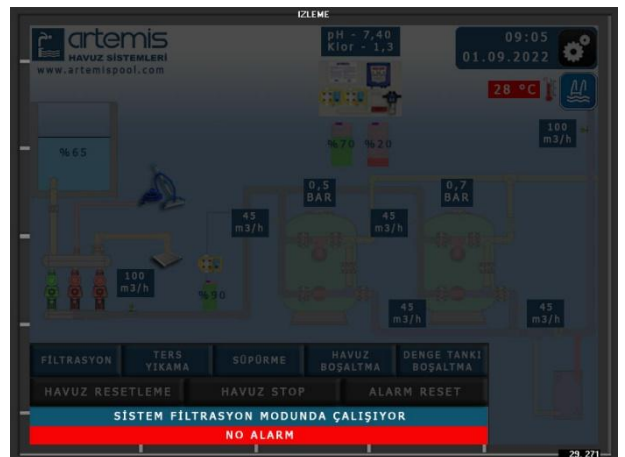 IZLEME
artemis
HAVUZ SİSTEMLERİ
www.artemispool.com
pH - 7,40
Klor - 1,3
09:05
01.09.2022
28 °C
100
m3/h
%65
%70
%20
0,5
BAR
0,7
BAR
45
m3/h
45
m3/h
100
m3/h
%90
45
m3/h
45
m3/h
FİLTRASYON
TERS
YIKAMA
SÜPÜRME
HAVUZ
BOŞALTMA
DENGE TANKI
BOŞALTMA
HAVUZ RESETLEME
HAVUZ STOP
ALARM RESET
SİSTEM FİLTRASYON MODUNDA ÇALIŞIYOR
NO ALARM
29, 271